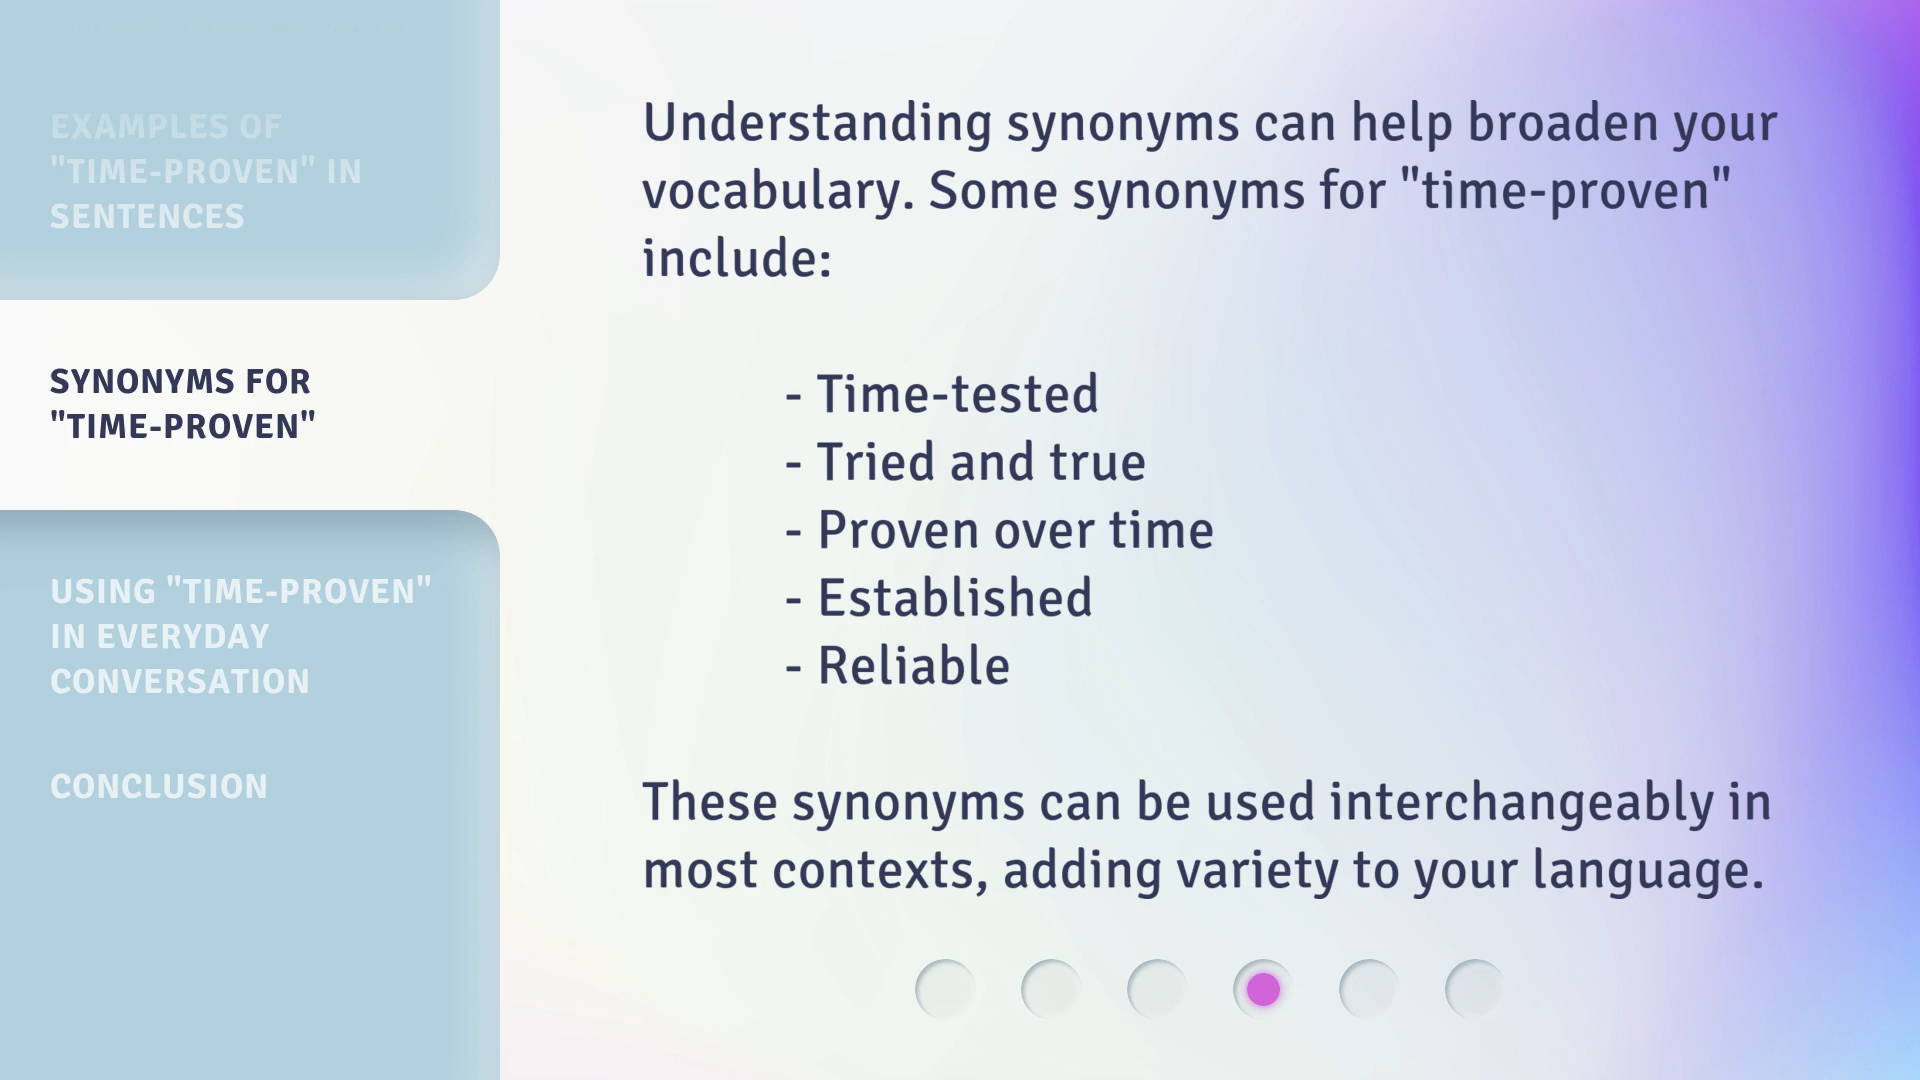 EXAMPLES OF
"TIME-PROVEN" IN
SENTENCES
SYNONYMS FOR
"TIME-PROVEN"
USING "TIME-PROVEN"
IN EVERYDAY
CONVERSATION
CONCLUSION
Understanding synonyms can help broaden your
vocabulary. Some synonyms for "time-proven"
include:
- Time-tested
- Tried and true
- Proven over time
- Established
- Reliable
These synonyms can be used interchangeably in
most contexts, adding variety to your language.